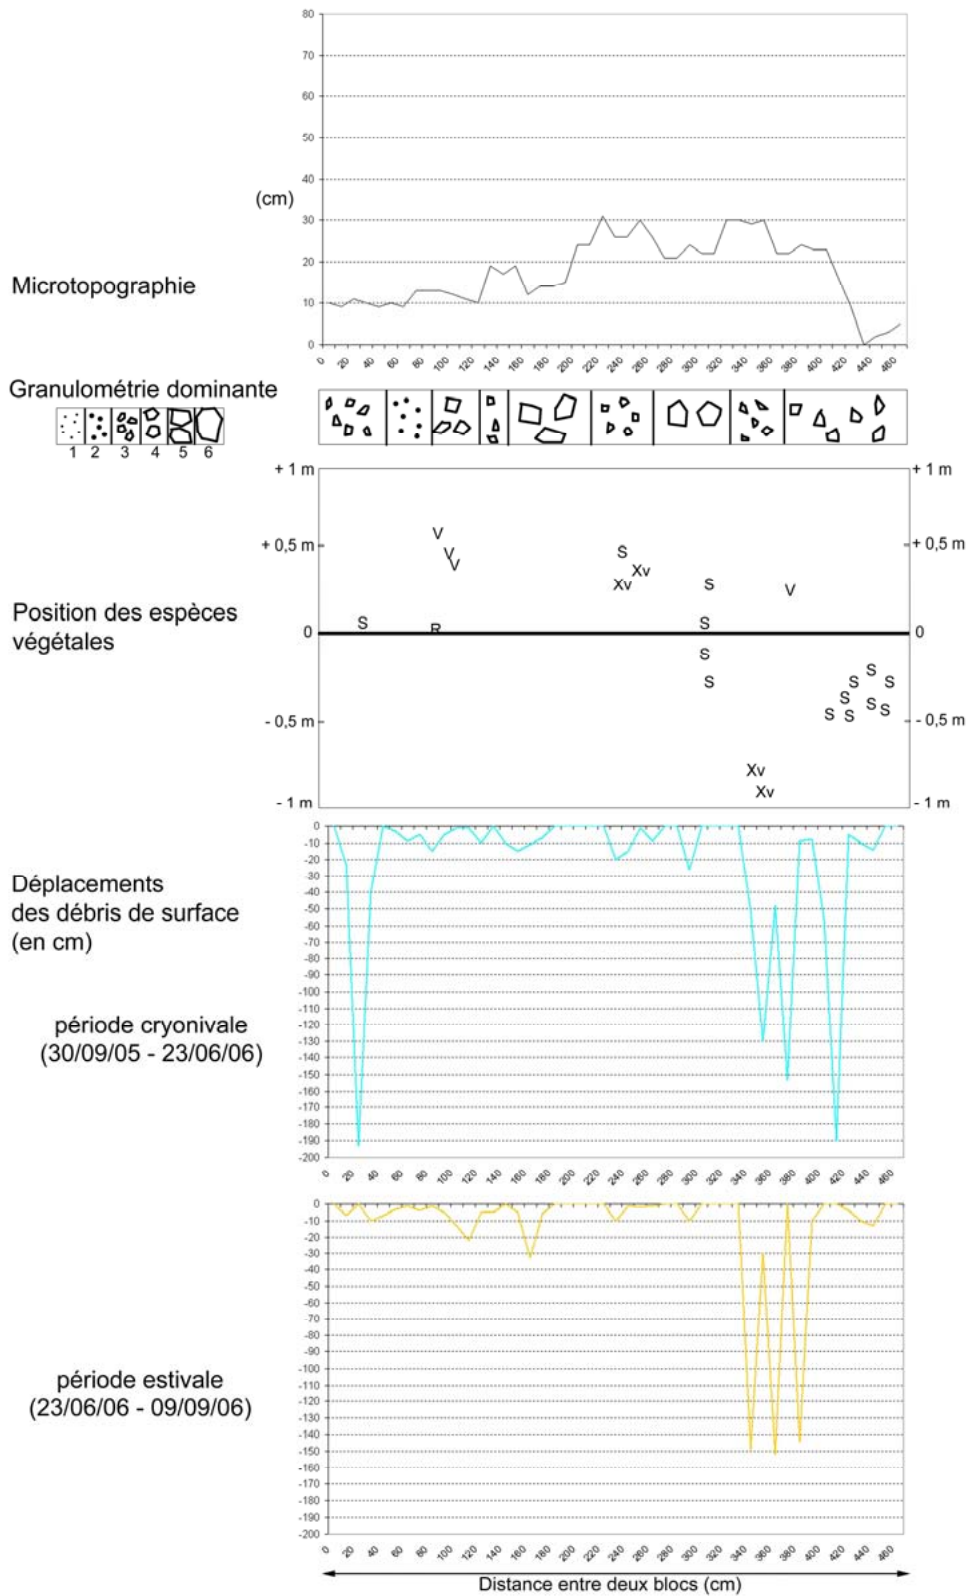 80
70
60
50
40
(cm)
30
20
Microtopographie
10
0
0 20 40 60 80 100 120 140 160 180 200 220 240 260 280 300 320 340 360 380 400 420 440 460
Granulométrie dominante
1 2 3 4 5 6
+ 1 m + 1 m
V
+ 0,5 m + 0,5 m
V S
V Xv
Xv S V
Position des espèces
végétales
S R S
0 0
S
S S S S
S S S
S S S
- 0,5 m - 0,5 m
Xv
Xv
- 1 m - 1 m
Déplacements
des débris de surface
(en cm)
période cryonivale
(30/09/05 - 23/06/06)
0
-10
-20
-30
-40
-50
-60
-70
-80
-90
-100
-110
-120
-130
-140
-150
-160
-170
-180
-190
-200
0 20 40 60 80 100 120 140 160 180 200 220 240 260 280 300 320 340 360 380 400 420 440 460
période estivale
(23/06/06 - 09/09/06)
0
-10
-20
-30
-40
-50
-60
-70
-80
-90
-100
-110
-120
-130
-140
-150
-160
-170
-180
-190
-200
0 20 40 60 80 100 120 140 160 180 200 220 240 260 280 300 320 340 360 380 400 420 440 460
Distance entre deux blocs (cm)